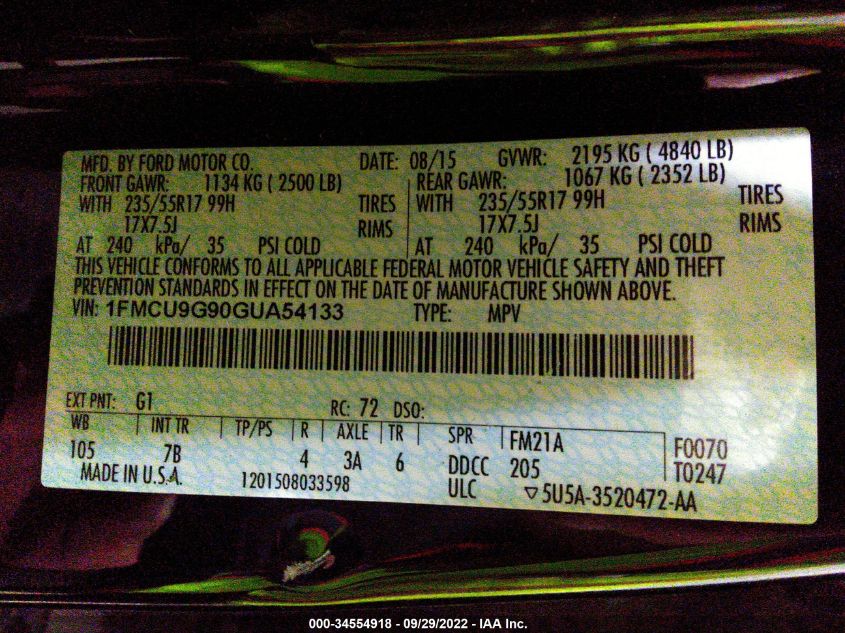 MFD. BY FORD MOTOR CO. DATE: 08/15 GVWR: 2195 KG ( 4840 LB)
FRONT GAWR: 1134 KG ( 2500 LB) REAR GAWR: 1067 KG ( 2352 LB)
WITH 235/55R17 99H TIRES WITH 235/55R17 99H TIRES
17X7.5J RIMS 17X7.5J RIMS
AT 240 kPa/ 35 PSI COLD AT 240 kPa/ 35 PSI COLD
THIS VEHICLE CONFORMS TO ALL APPLICABLE FEDERAL MOTOR VEHICLE SAFETY AND THEFT
PREVENTION STANDARDS IN EFFECT ON THE DATE OF MANUFACTURE SHOWN ABOVE.
VIN: 1FMCU9G90GUA54133 TYPE: MPV
EXT PNT: G1 RC: 72 DSO:
WB INT TR TP/PS R AXLE TR SPR FM21A F0070
105 7B 4 3A 6 DDCC 205 T0247
MADE IN U.S.A. 1201508033598 ULC ▽5U5A-3520472-AA
000-34554918 - 09/29/2022 - IAA Inc.